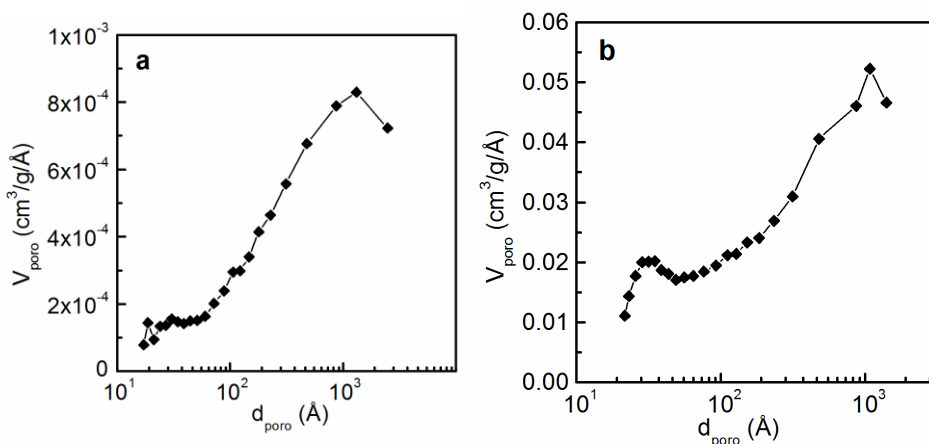 a
1x10⁻³
8x10⁻⁴
6x10⁻⁴
4x10⁻⁴
2x10⁻⁴
0
V_poro (cm³/g/Å)
10¹ 10² 10³
d_poro (Å)
b
0.06
0.05
0.04
0.03
0.02
0.01
0.00
V_poro (cm³/g/Å)
10¹ 10² 10³
d_poro (Å)